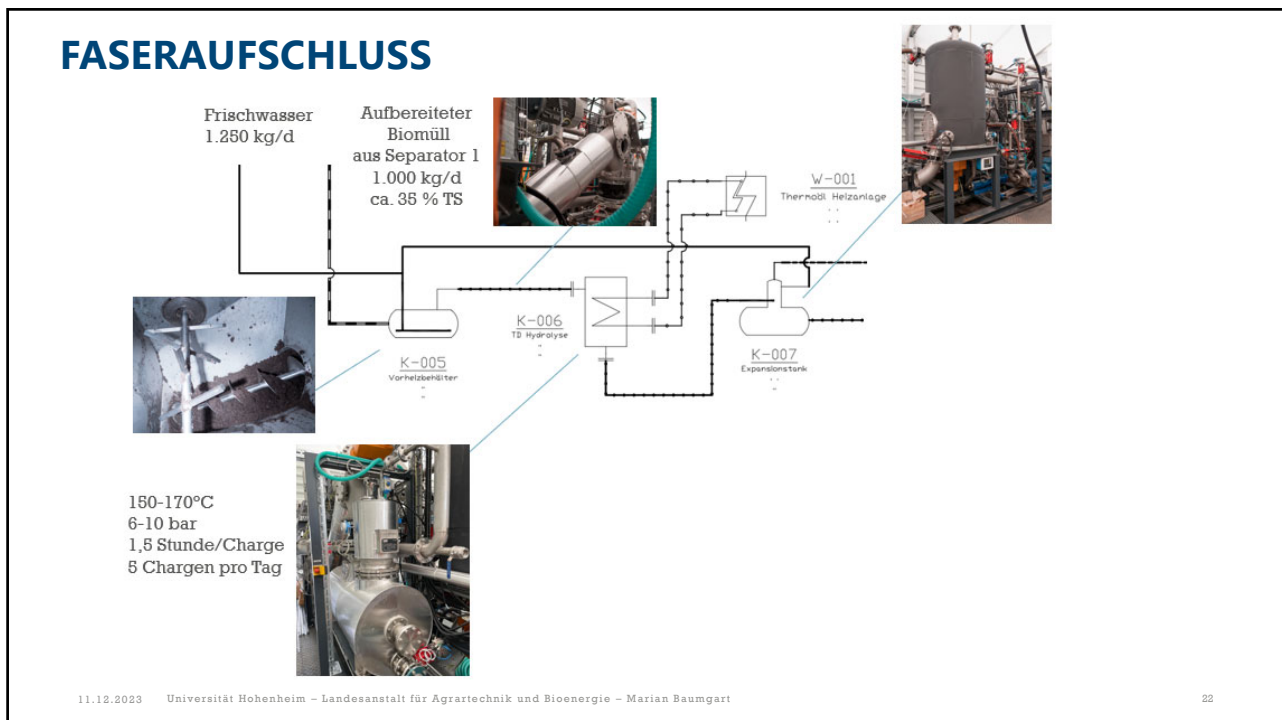 FASERAUFSCHLUSS
Frischwasser
1.250 kg/d
Aufbereiteter
Biomüll
aus Separator 1
1.000 kg/d
ca. 35 % TS
W-001
Thermoöl Heizanlage
K-006
TD Hydrolyse
K-005
Vorheizbehälter
K-007
Expansionstank
150-170°C
6-10 bar
1,5 Stunde/Charge
5 Chargen pro Tag
11.12.2023 Universität Hohenheim – Landesanstalt für Agrartechnik und Bioenergie – Marian Baumgart 22